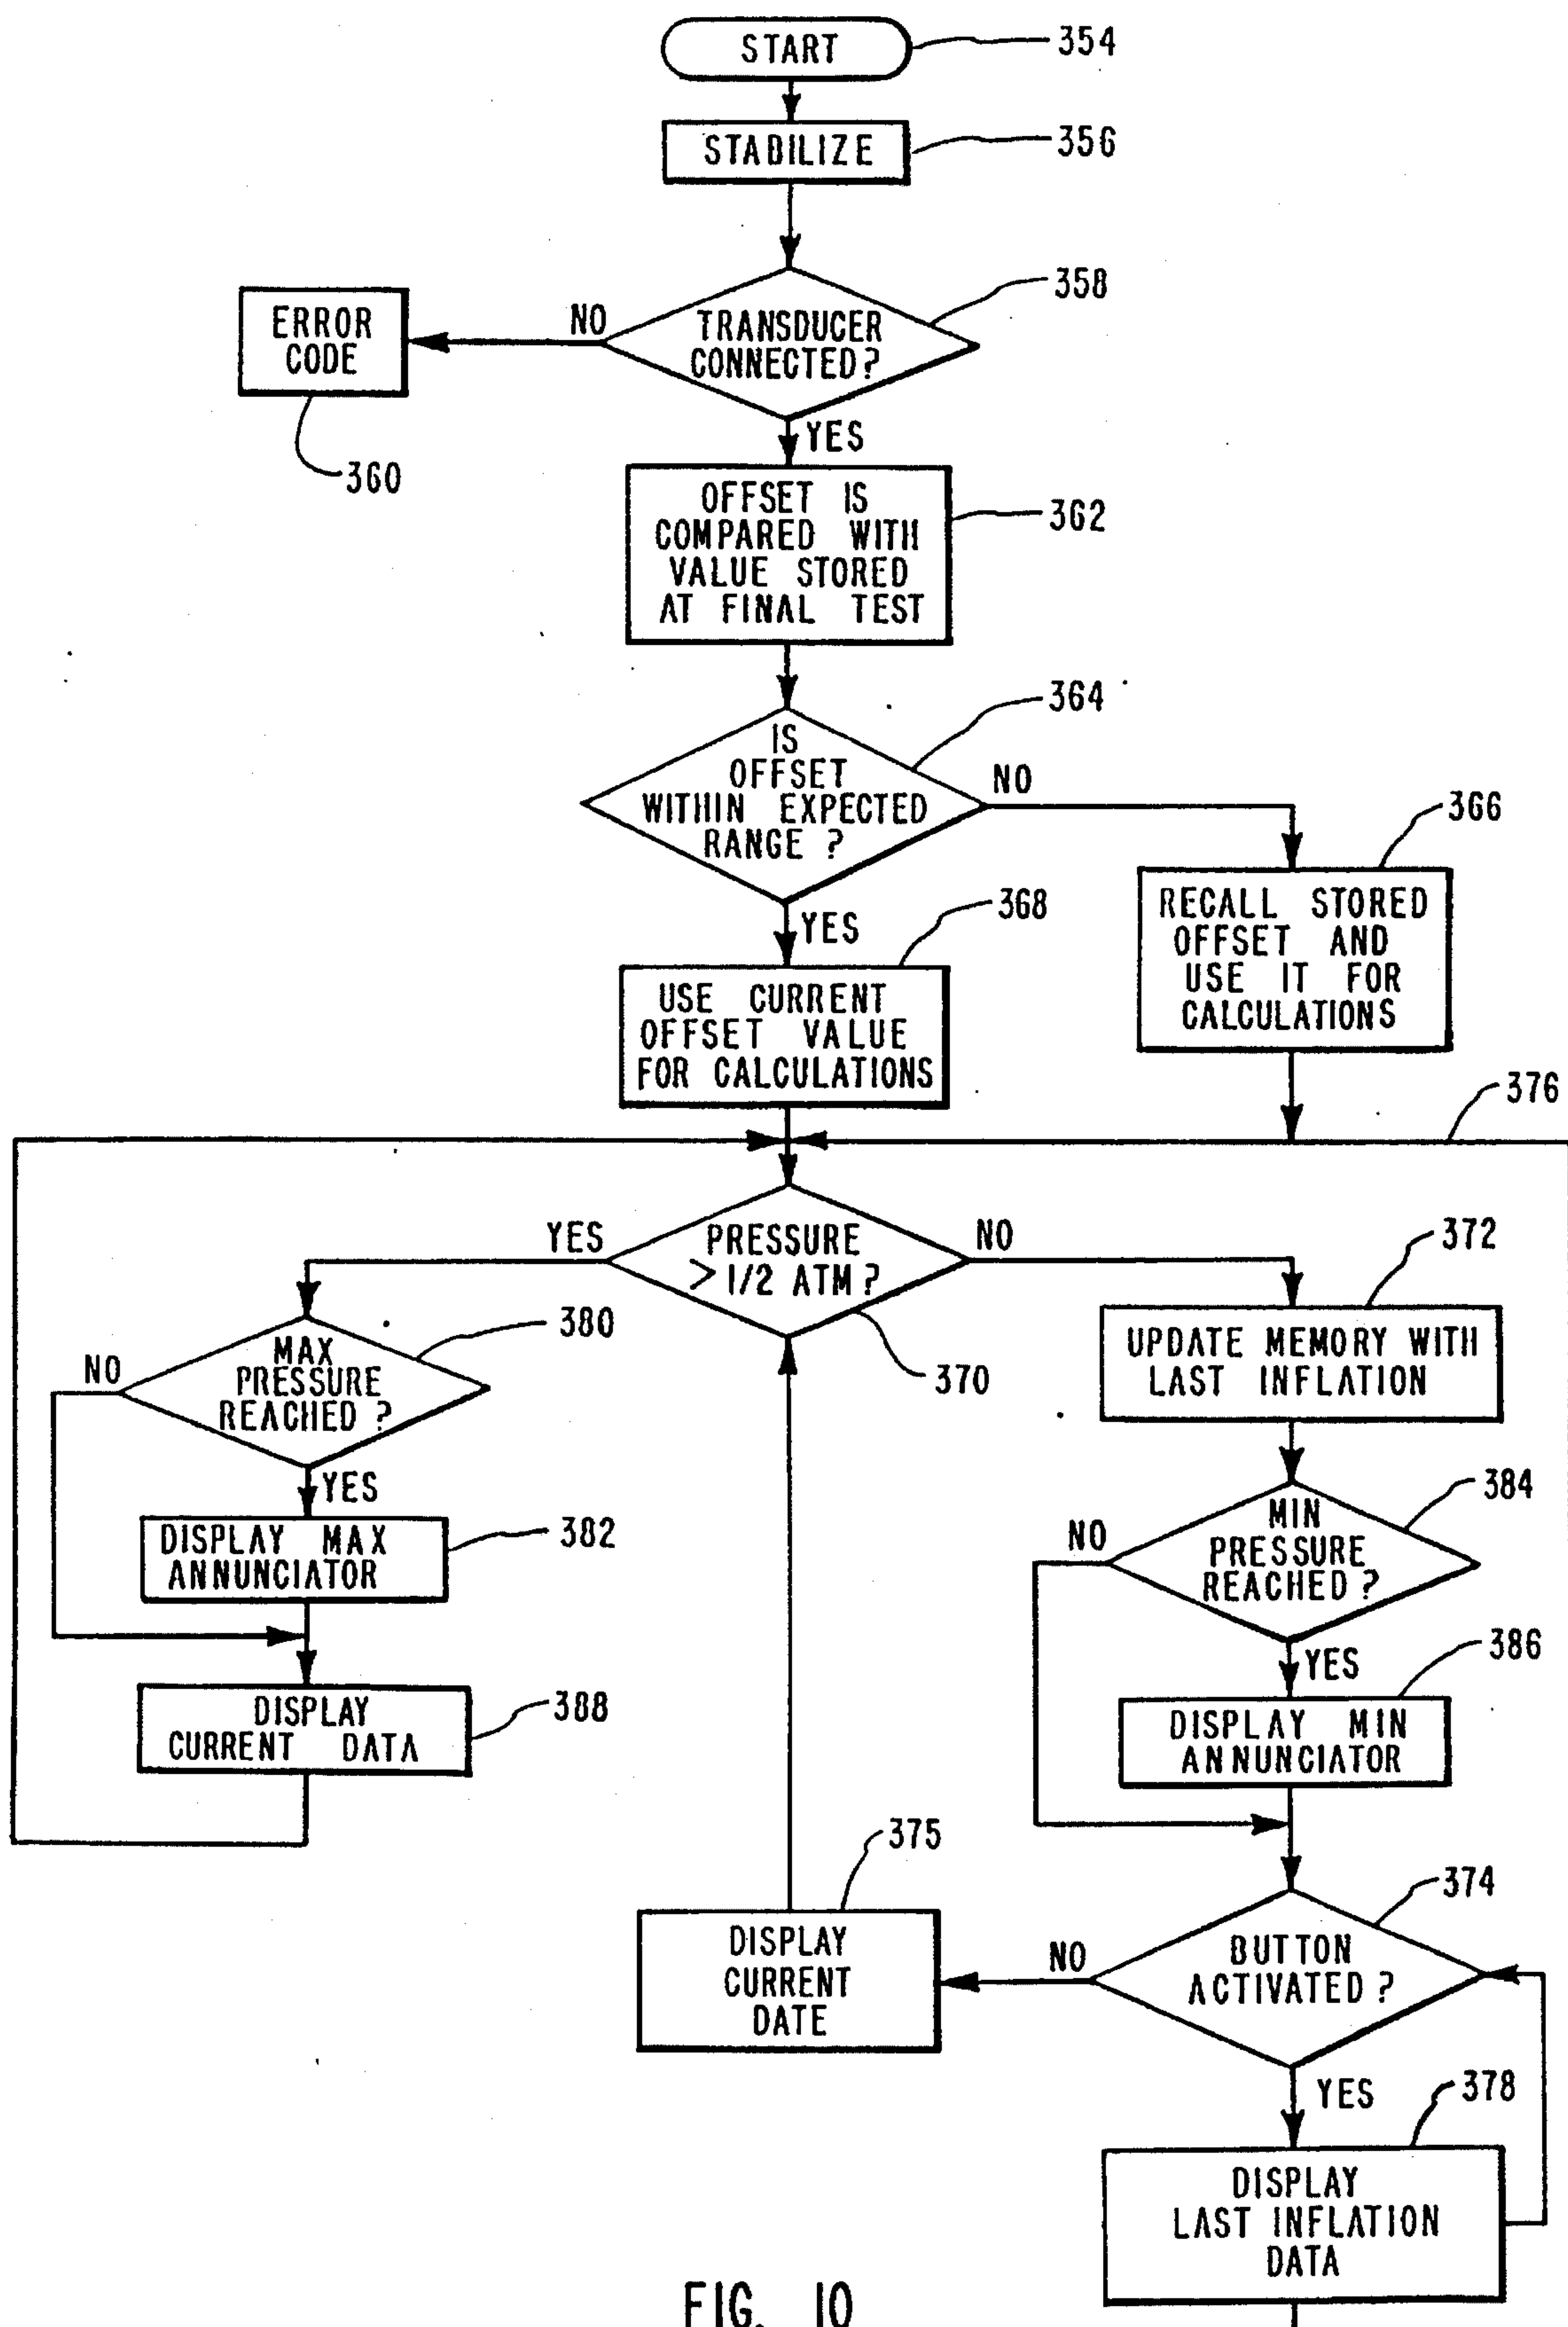 START
354
STABILIZE
356
358
TRANSDUCER
CONNECTED?
NO
ERROR
CODE
360
YES
OFFSET IS
COMPARED WITH
VALUE STORED
AT FINAL TEST
362
364
IS
OFFSET
WITHIN EXPECTED
RANGE ?
NO
366
RECALL STORED
OFFSET AND
USE IT FOR
CALCULATIONS
YES
368
USE CURRENT
OFFSET VALUE
FOR CALCULATIONS
376
PRESSURE
> 1/2 ATM ?
YES
NO
370
372
UPDATE MEMORY WITH
LAST INFLATION
380
MAX
PRESSURE
REACHED ?
NO
YES
DISPLAY MAX
ANNUNCIATOR
382
DISPLAY
CURRENT DATA
388
384
MIN
PRESSURE
REACHED ?
NO
YES
386
DISPLAY MIN
ANNUNCIATOR
375
DISPLAY
CURRENT
DATE
374
BUTTON
ACTIVATED ?
NO
YES
378
DISPLAY
LAST INFLATION
DATA
FIG. 10